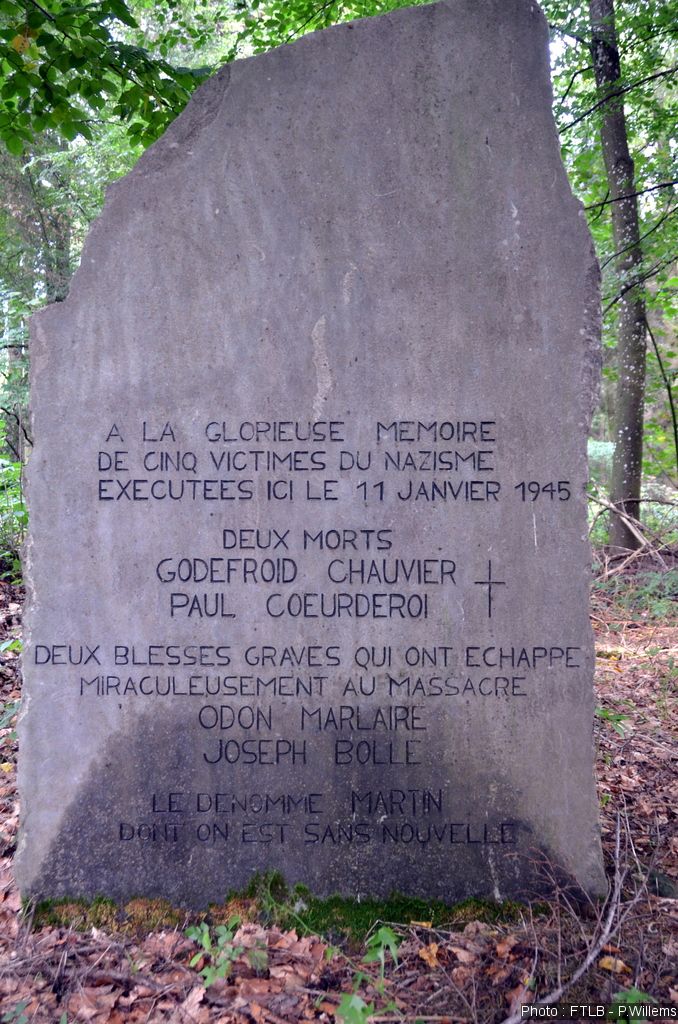 A LA GLORIEUSE MEMOIRE
DE CINQ VICTIMES DU NAZISME
EXECUTEES ICI LE 11 JANVIER 1945
DEUX MORTS
GODEFROID CHAUVIER
PAUL COEURDEROI
DEUX BLESSES GRAVES QUI ONT ECHAPPE
MIRACULEUSEMENT AU MASSACRE
ODON MARLAIRE
JOSEPH BOLLE
LE DENOMME MARTIN
DONT ON EST SANS NOUVELLE
Photo : FTLB - P.Willems